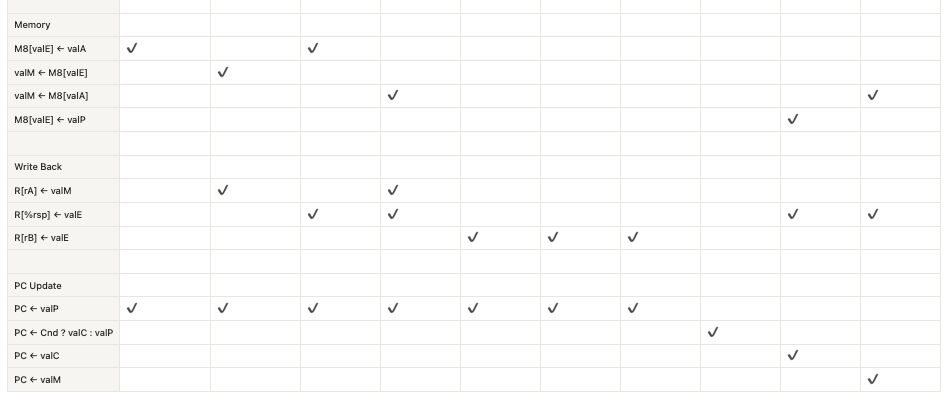 Memory
M8[valE] ← valA ✓ ✓
valM ← M8[valE] ✓
valM ← M8[valA] ✓ ✓
M8[valE] ← valP ✓
Write Back
R[rA] ← valM ✓ ✓
R[%rsp] ← valE ✓ ✓ ✓ ✓
R[rB] ← valE ✓ ✓ ✓
PC Update
PC ← valP ✓ ✓ ✓ ✓ ✓ ✓ ✓
PC ← Cnd ? valC : valP ✓
PC ← valC ✓
PC ← valM ✓